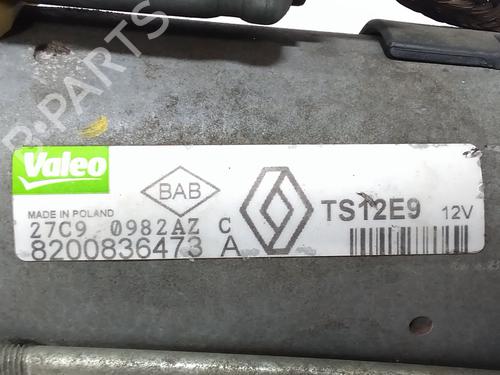 B-PARTS
Valeo
BAB
TS12E9 12V
MADE IN POLAND
27C9 0982AZ C
8200836473 A